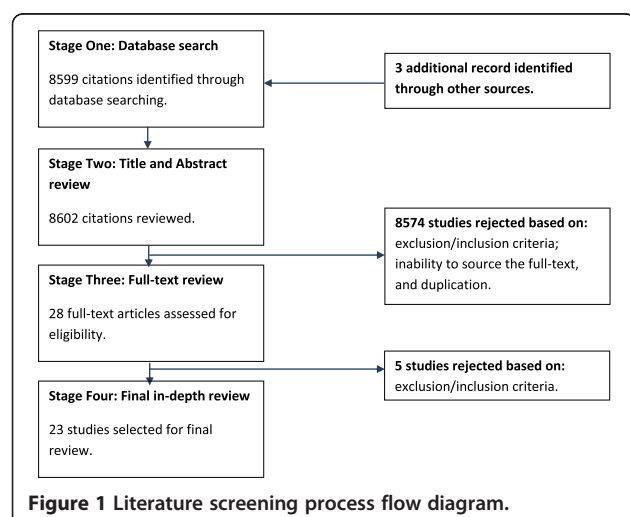 Stage One: Database search
8599 citations identified through
database searching.
3 additional record identified
through other sources.
Stage Two: Title and Abstract
review
8602 citations reviewed.
8574 studies rejected based on:
exclusion/inclusion criteria;
inability to source the full-text,
and duplication.
Stage Three: Full-text review
28 full-text articles assessed for
eligibility.
5 studies rejected based on:
exclusion/inclusion criteria.
Stage Four: Final in-depth review
23 studies selected for final
review.
Figure 1 Literature screening process flow diagram.